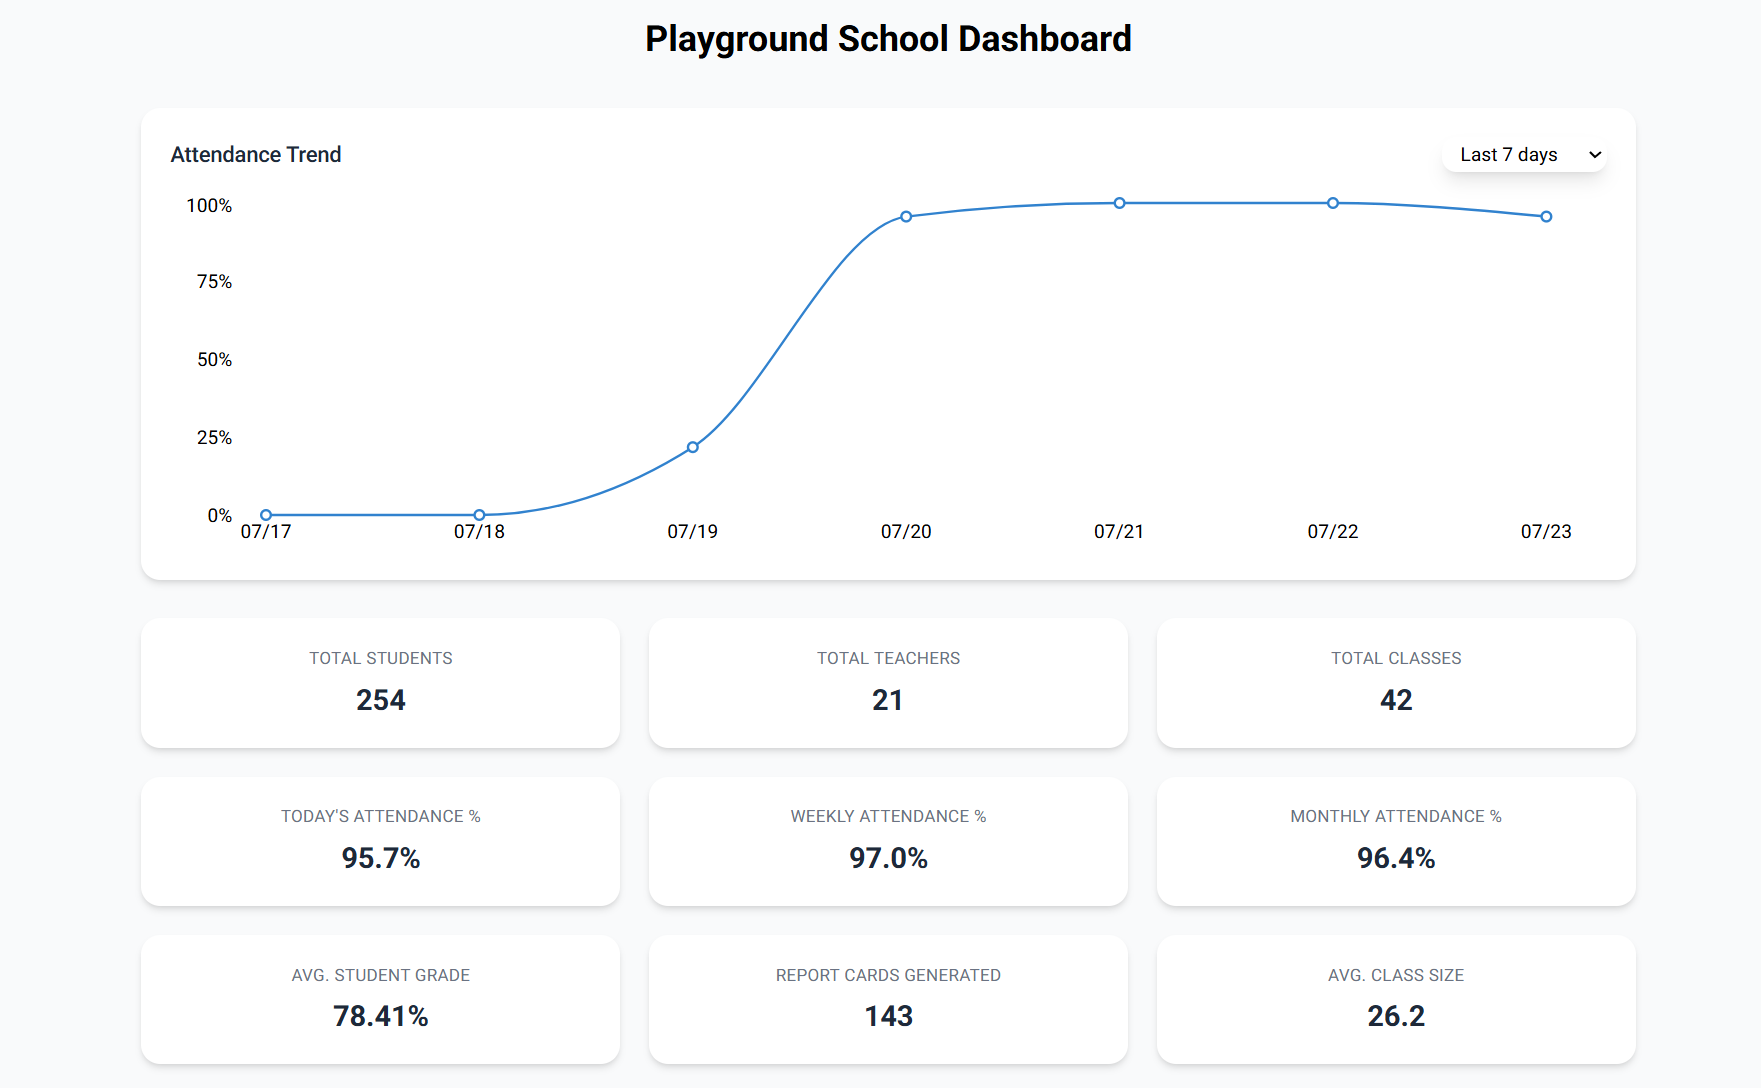 Playground School Dashboard
Attendance Trend
Last 7 days
100%
75%
50%
25%
0%
07/17 07/18 07/19 07/20 07/21 07/22 07/23
TOTAL STUDENTS
254
TOTAL TEACHERS
21
TOTAL CLASSES
42
TODAY'S ATTENDANCE %
95.7%
WEEKLY ATTENDANCE %
97.0%
MONTHLY ATTENDANCE %
96.4%
AVG. STUDENT GRADE
78.41%
REPORT CARDS GENERATED
143
AVG. CLASS SIZE
26.2